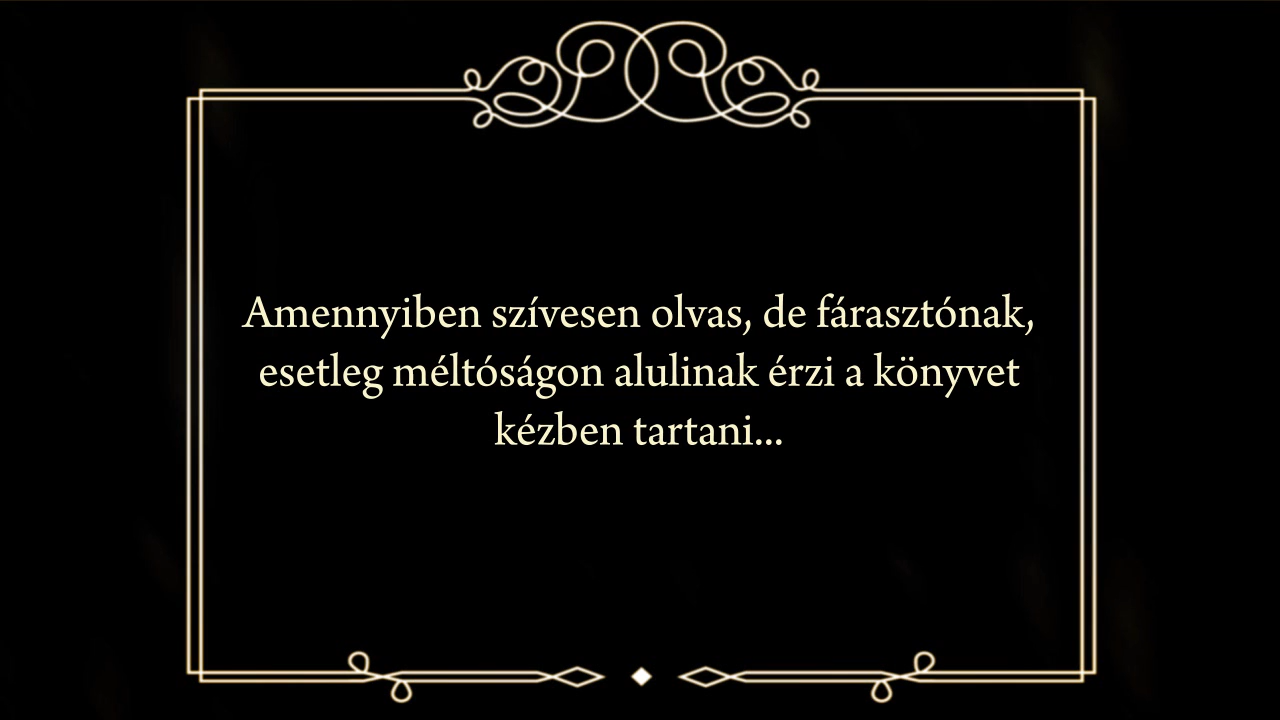 Amennyiben szívesen olvas, de fárasztónak,
esetleg méltóságon alulinak érzi a könyvet
kézben tartani...